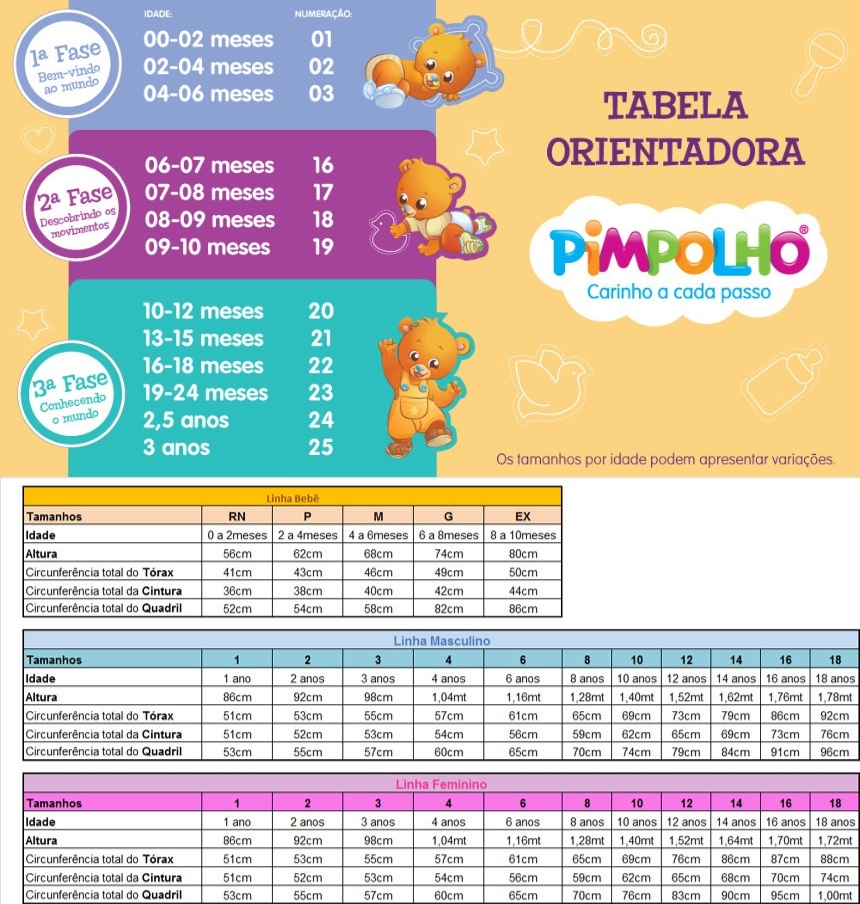 IDADE: NUMERAÇÃO:
1ª Fase
Bem-vindo
ao mundo
00-02 meses 01
02-04 meses 02
04-06 meses 03
2ª Fase
Descobrindo os
movimentos
06-07 meses 16
07-08 meses 17
08-09 meses 18
09-10 meses 19
3ª Fase
Conhecendo
o mundo
10-12 meses 20
13-15 meses 21
16-18 meses 22
19-24 meses 23
2,5 anos 24
3 anos 25
TABELA
ORIENTADORA
PIMPOLHO®
Carinho a cada passo
Os tamanhos por idade podem apresentar variações.
Linha Bebê
Tamanhos RN P M G EX
Idade 0 a 2meses 2 a 4meses 4 a 6meses 6 a 8meses 8 a 10meses
Altura 56cm 62cm 68cm 74cm 80cm
Circunferência total do Tórax 41cm 43cm 46cm 49cm 50cm
Circunferência total da Cintura 36cm 38cm 40cm 42cm 44cm
Circunferência total do Quadril 52cm 54cm 58cm 82cm 86cm
Linha Masculino
Tamanhos 1 2 3 4 6 8 10 12 14 16 18
Idade 1 ano 2 anos 3 anos 4 anos 6 anos 8 anos 10 anos 12 anos 14 anos 16 anos 18 anos
Altura 86cm 92cm 98cm 1,04mt 1,16mt 1,28mt 1,40mt 1,52mt 1,62mt 1,76mt 1,78mt
Circunferência total do Tórax 51cm 53cm 55cm 57cm 61cm 65cm 69cm 73cm 79cm 86cm 92cm
Circunferência total da Cintura 51cm 52cm 53cm 54cm 56cm 59cm 62cm 65cm 69cm 73cm 76cm
Circunferência total do Quadril 53cm 55cm 57cm 60cm 65cm 70cm 74cm 79cm 84cm 91cm 96cm
Linha Feminino
Tamanhos 1 2 3 4 6 8 10 12 14 16 18
Idade 1 ano 2 anos 3 anos 4 anos 6 anos 8 anos 10 anos 12 anos 14 anos 16 anos 18 anos
Altura 86cm 92cm 98cm 1,04mt 1,16mt 1,28mt 1,40mt 1,52mt 1,64mt 1,70mt 1,72mt
Circunferência total do Tórax 51cm 53cm 55cm 57cm 61cm 65cm 69cm 76cm 86cm 87cm 88cm
Circunferência total da Cintura 51cm 52cm 53cm 54cm 56cm 59cm 62cm 65cm 68cm 70cm 74cm
Circunferência total do Quadril 53cm 55cm 57cm 60cm 65cm 70cm 76cm 83cm 90cm 95cm 1,00mt